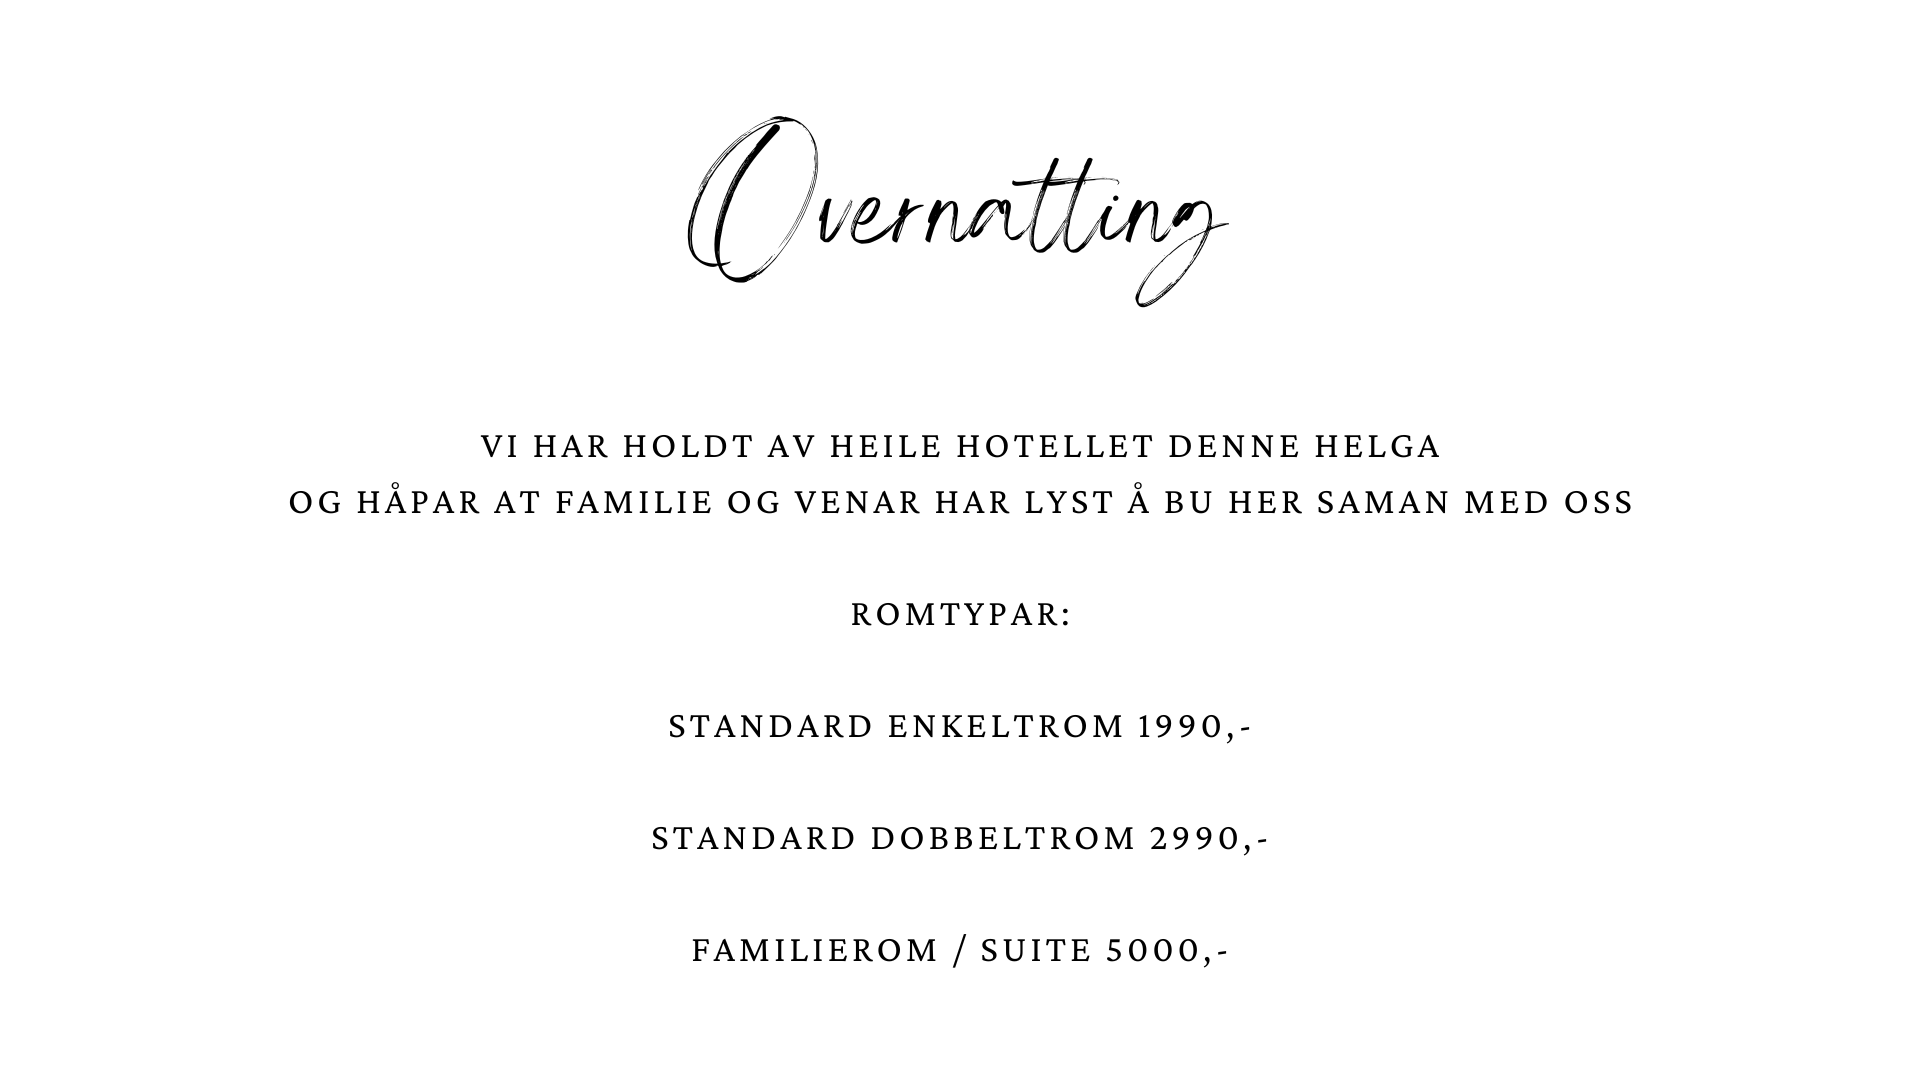 Overnatting
VI HAR HOLDT AV HEILE HOTELLET DENNE HELGA
OG HÅPAR AT FAMILIE OG VENAR HAR LYST Å BU HER SAMAN MED OSS
ROMTYPAR:
STANDARD ENKELTROM 1990,-
STANDARD DOBBELTROM 2990,-
FAMILIEROM / SUITE 5000,-